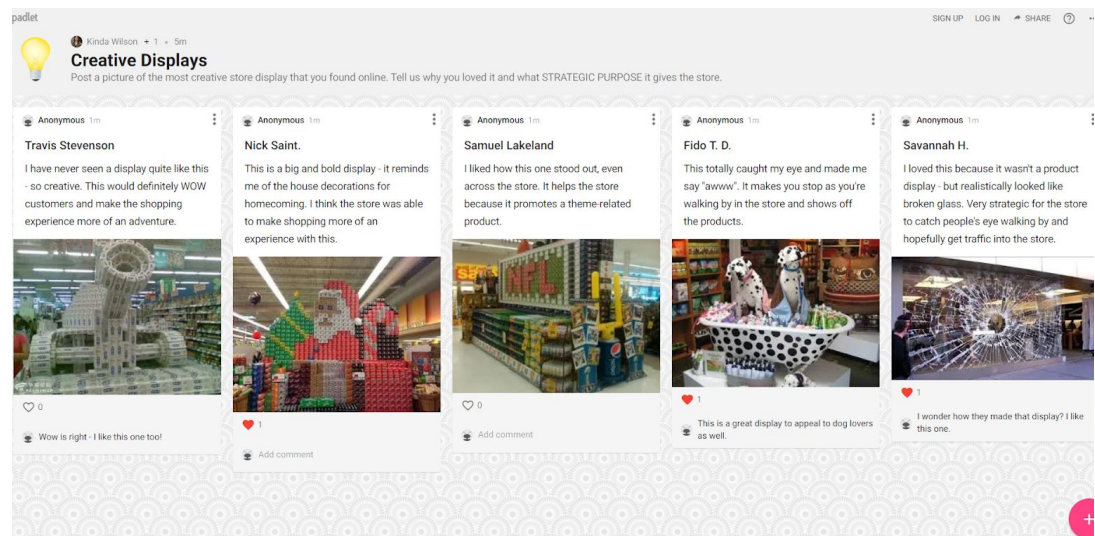 padlet
SIGN UP LOG IN SHARE
Kinda Wilson + 1 • 5m
Creative Displays
Post a picture of the most creative store display that you found online. Tell us why you loved it and what STRATEGIC PURPOSE it gives the store.
Anonymous 1m
Travis Stevenson
I have never seen a display quite like this
- so creative. This would definitely WOW
customers and make the shopping
experience more of an adventure.
0
Wow is right - I like this one too!
Anonymous 1m
Nick Saint.
This is a big and bold display - it reminds
me of the house decorations for
homecoming. I think the store was able
to make shopping more of an
experience with this.
1
Add comment
Anonymous 1m
Samuel Lakeland
I liked how this one stood out, even
across the store. It helps the store
because it promotes a theme-related
product.
NFL
pepsi
0
Add comment
Anonymous 1m
Fido T. D.
This totally caught my eye and made me
say "awww". It makes you stop as you're
walking by in the store and shows off
the products.
1
This is a great display to appeal to dog lovers
as well.
Anonymous 1m
Savannah H.
I loved this because it wasn't a product
display - but realistically looked like
broken glass. Very strategic for the store
to catch people's eye walking by and
hopefully get traffic into the store.
1
I wonder how they made that display? I like
this one.